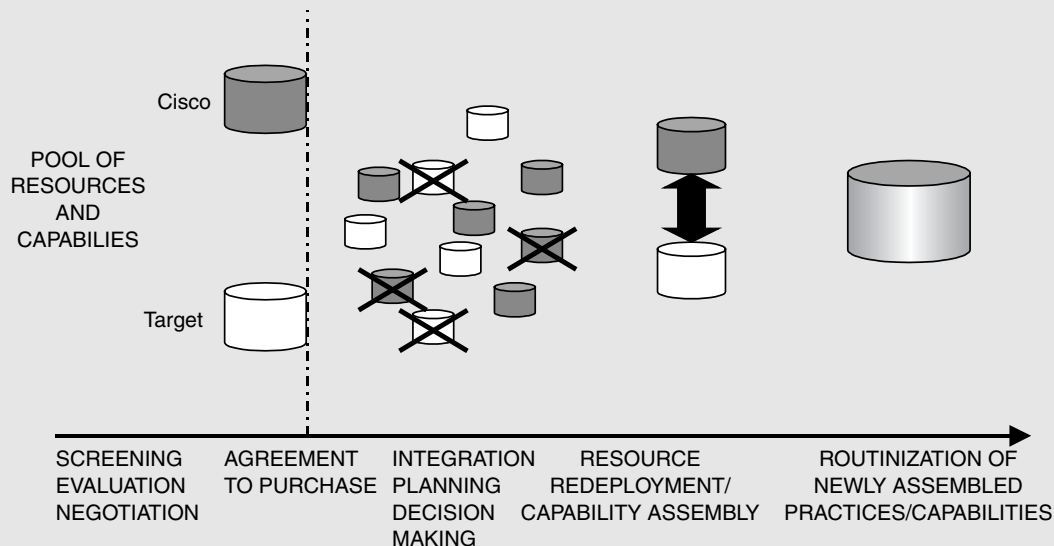 Cisco
POOL OF
RESOURCES
AND
CAPABILIES
Target
SCREENING
EVALUATION
NEGOTIATION
AGREEMENT
TO PURCHASE
INTEGRATION
PLANNING
DECISION
MAKING
RESOURCE
REDEPLOYMENT/
CAPABILITY ASSEMBLY
ROUTINIZATION OF
NEWLY ASSEMBLED
PRACTICES/CAPABILITIES